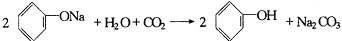 2 ONa + H₂O + CO₂ ⟶ 2 OH + Na₂CO₃